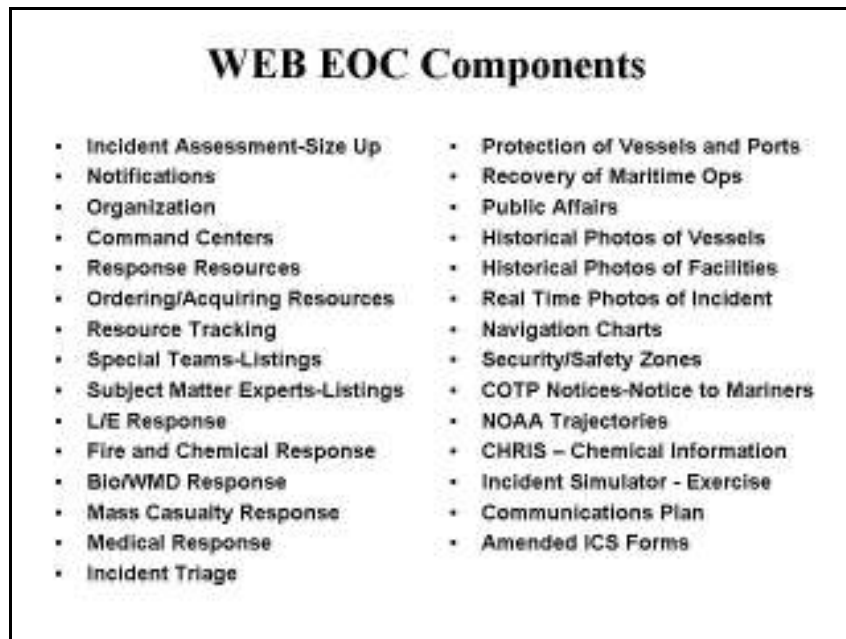 WEB EOC Components
• Incident Assessment-Size Up
• Notifications
• Organization
• Command Centers
• Response Resources
• Ordering/Acquiring Resources
• Resource Tracking
• Special Teams-Listings
• Subject Matter Experts-Listings
• L/E Response
• Fire and Chemical Response
• Bio/WMD Response
• Mass Casualty Response
• Medical Response
• Incident Triage
• Protection of Vessels and Ports
• Recovery of Maritime Ops
• Public Affairs
• Historical Photos of Vessels
• Historical Photos of Facilities
• Real Time Photos of Incident
• Navigation Charts
• Security/Safety Zones
• COTP Notices-Notice to Mariners
• NOAA Trajectories
• CHRIS – Chemical Information
• Incident Simulator - Exercise
• Communications Plan
• Amended ICS Forms